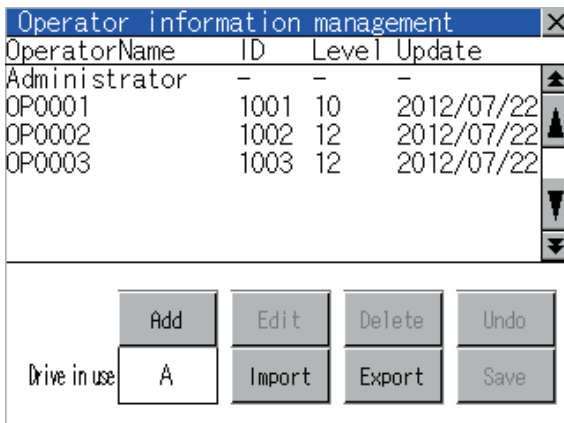 Operator information management
OperatorName ID Level Update
Administrator - - -
OP0001 1001 10 2012/07/22
OP0002 1002 12 2012/07/22
OP0003 1003 12 2012/07/22
Add Edit Delete Undo
Drive in use A Import Export Save